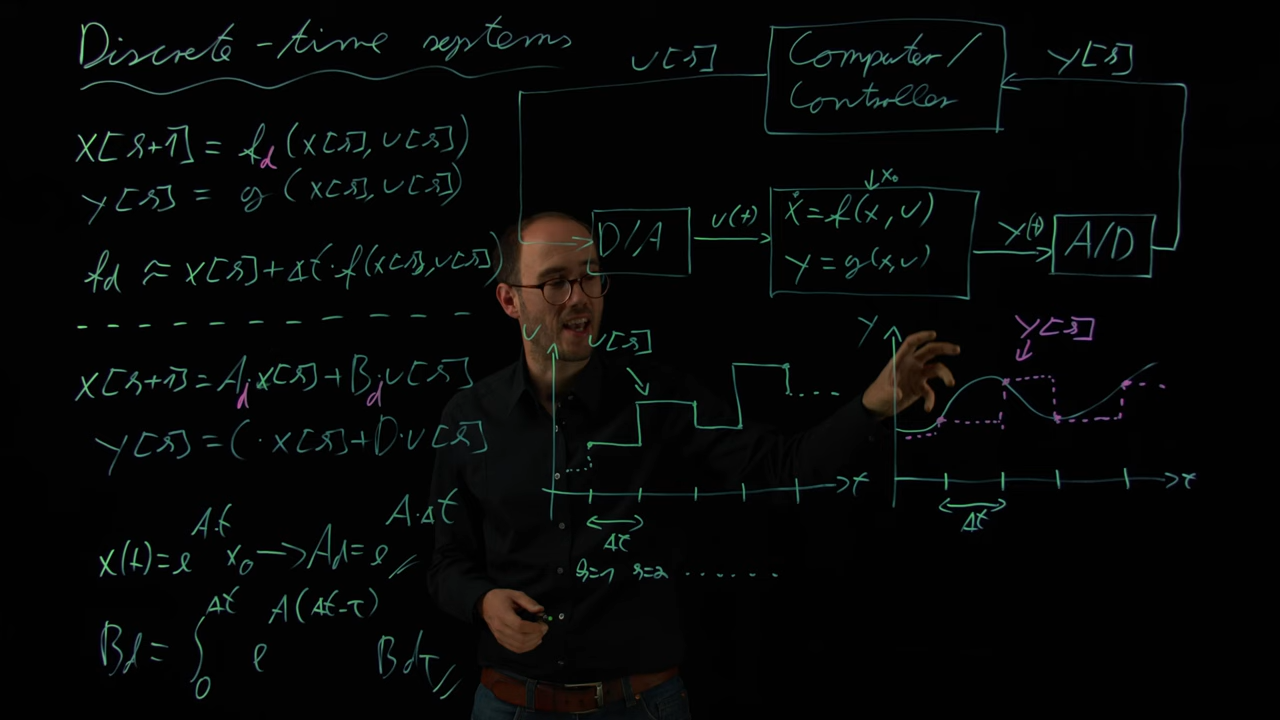 Discrete-time systems
x[k+1] = f_d (x[k], u[k])
y[k] = g (x[k], u[k])
f_d ≈ x[k] + Δt · f(x[k], u[k])
x[k+1] = A_d x[k] + B_d u[k]
y[k] = C · x[k] + D · u[k]
x(t) = e^{A·t} x_0 → A_d = e^{A·Δt}
B_d = ∫_0^{Δt} e^{A(Δt-τ)} B dτ
u[k]
Computer/
Controller
y[k]
D/A
u(t)
x_0
ẋ = f(x, u)
y = g(x, u)
y(t)
A/D
u
u[k]
t
Δt
k=1 k=2 ........
y
y[k]
t
Δt